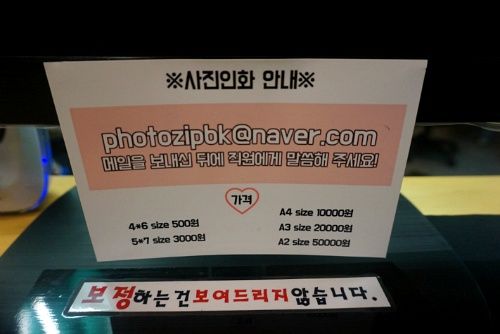 ※사진인화 안내※
photozipbk@naver.com
메일을 보내신 뒤에 직원에게 말씀해 주세요!
가격
4*6 size 500원
5*7 size 3000원
A4 size 10000원
A3 size 20000원
A2 size 50000원
보정하는건보여드리지않습니다.